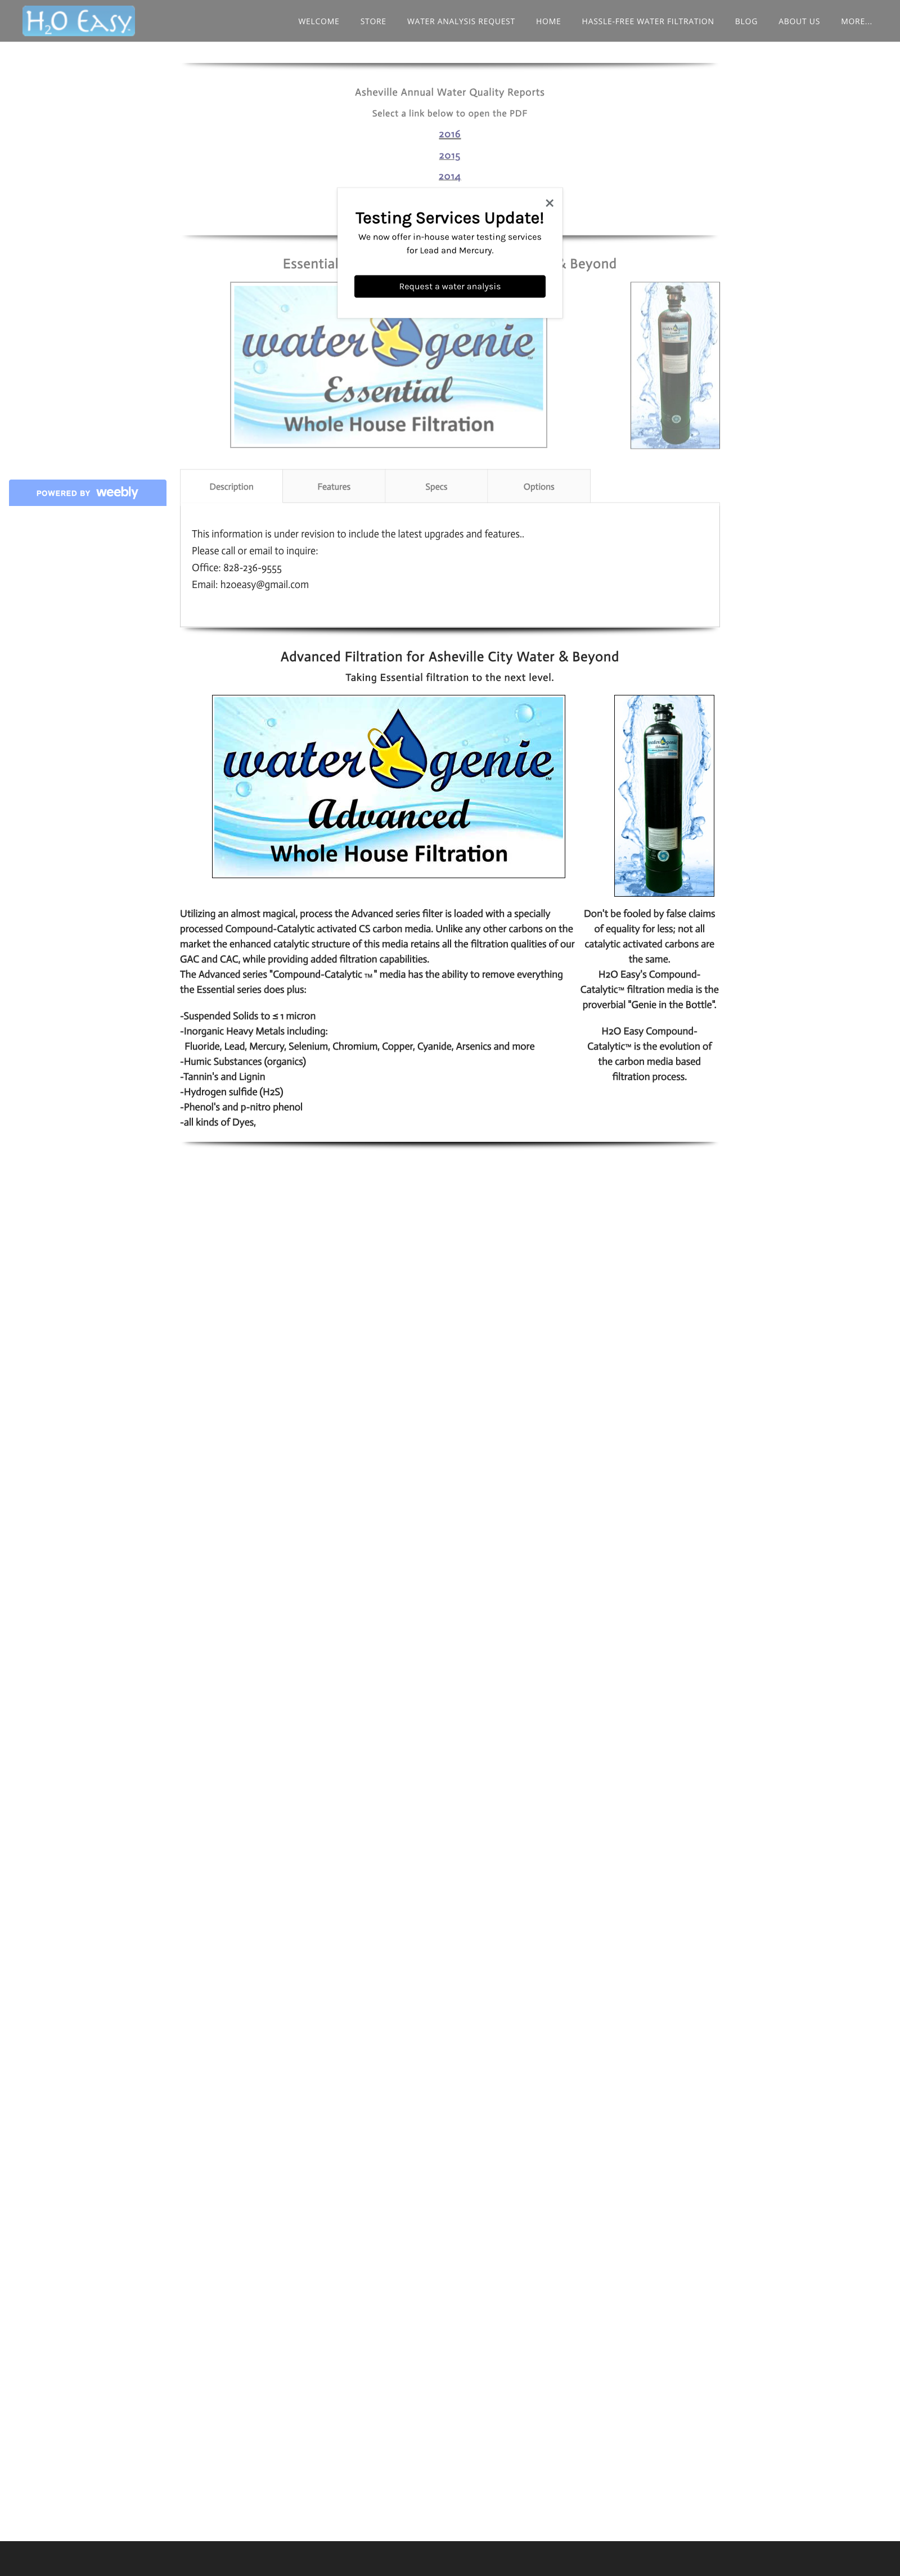 H2O Easy.
WELCOME STORE WATER ANALYSIS REQUEST HOME HASSLE-FREE WATER FILTRATION BLOG ABOUT US MORE...
Asheville Annual Water Quality Reports
Select a link below to open the PDF
2016
2015
2014
Testing Services Update!
We now offer in-house water testing services
for Lead and Mercury.
Request a water analysis
Essential
& Beyond
water genie
Essential
Whole House Filtration
POWERED BY weebly
Description Features Specs Options
This information is under revision to include the latest upgrades and features..
Please call or email to inquire:
Office: 828-236-9555
Email: h2oeasy@gmail.com
Advanced Filtration for Asheville City Water & Beyond
Taking Essential filtration to the next level.
water genie™
Advanced
Whole House Filtration
Utilizing an almost magical, process the Advanced series filter is loaded with a specially
processed Compound-Catalytic activated CS carbon media. Unlike any other carbons on the
market the enhanced catalytic structure of this media retains all the filtration qualities of our
GAC and CAC, while providing added filtration capabilities.
The Advanced series "Compound-Catalytic ™" media has the ability to remove everything
the Essential series does plus:
-Suspended Solids to ≤ 1 micron
-Inorganic Heavy Metals including:
Fluoride, Lead, Mercury, Selenium, Chromium, Copper, Cyanide, Arsenics and more
-Humic Substances (organics)
-Tannin's and Lignin
-Hydrogen sulfide (H2S)
-Phenol's and p-nitro phenol
-all kinds of Dyes,
Don't be fooled by false claims
of equality for less; not all
catalytic activated carbons are
the same.
H2O Easy's Compound-
Catalytic™ filtration media is the
proverbial "Genie in the Bottle".
H2O Easy Compound-
Catalytic™ is the evolution of
the carbon media based
filtration process.